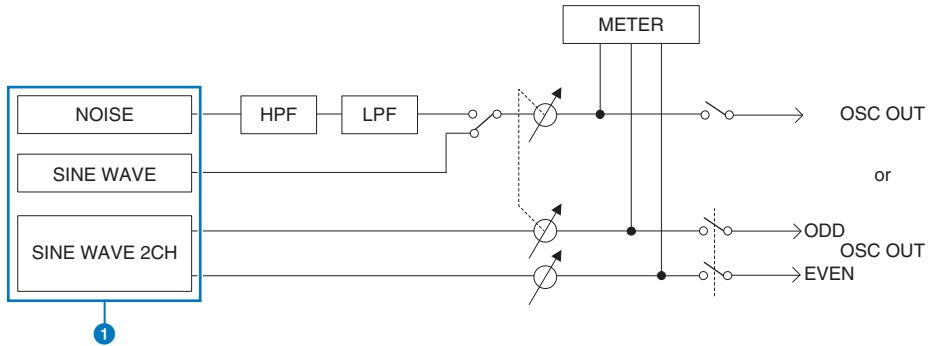 METER
NOISE
HPF
LPF
OSC OUT
SINE WAVE
or
SINE WAVE 2CH
ODD
OSC OUT
EVEN
1